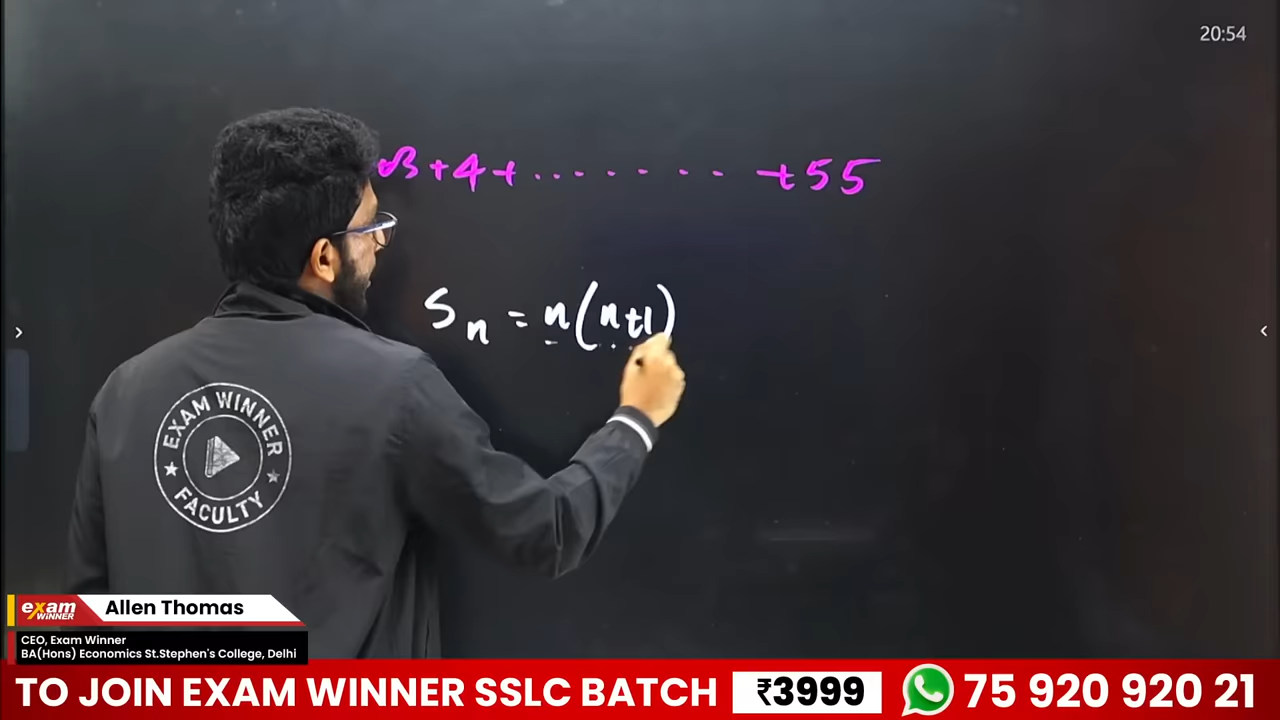 20:54
3+4+........+55
Sn = n(n+1)
EXAM WINNER
FACULTY
exam WINNER
Allen Thomas
CEO, Exam Winner
BA(Hons) Economics St.Stephen's College, Delhi
TO JOIN EXAM WINNER SSLC BATCH ₹3999 75 920 920 21